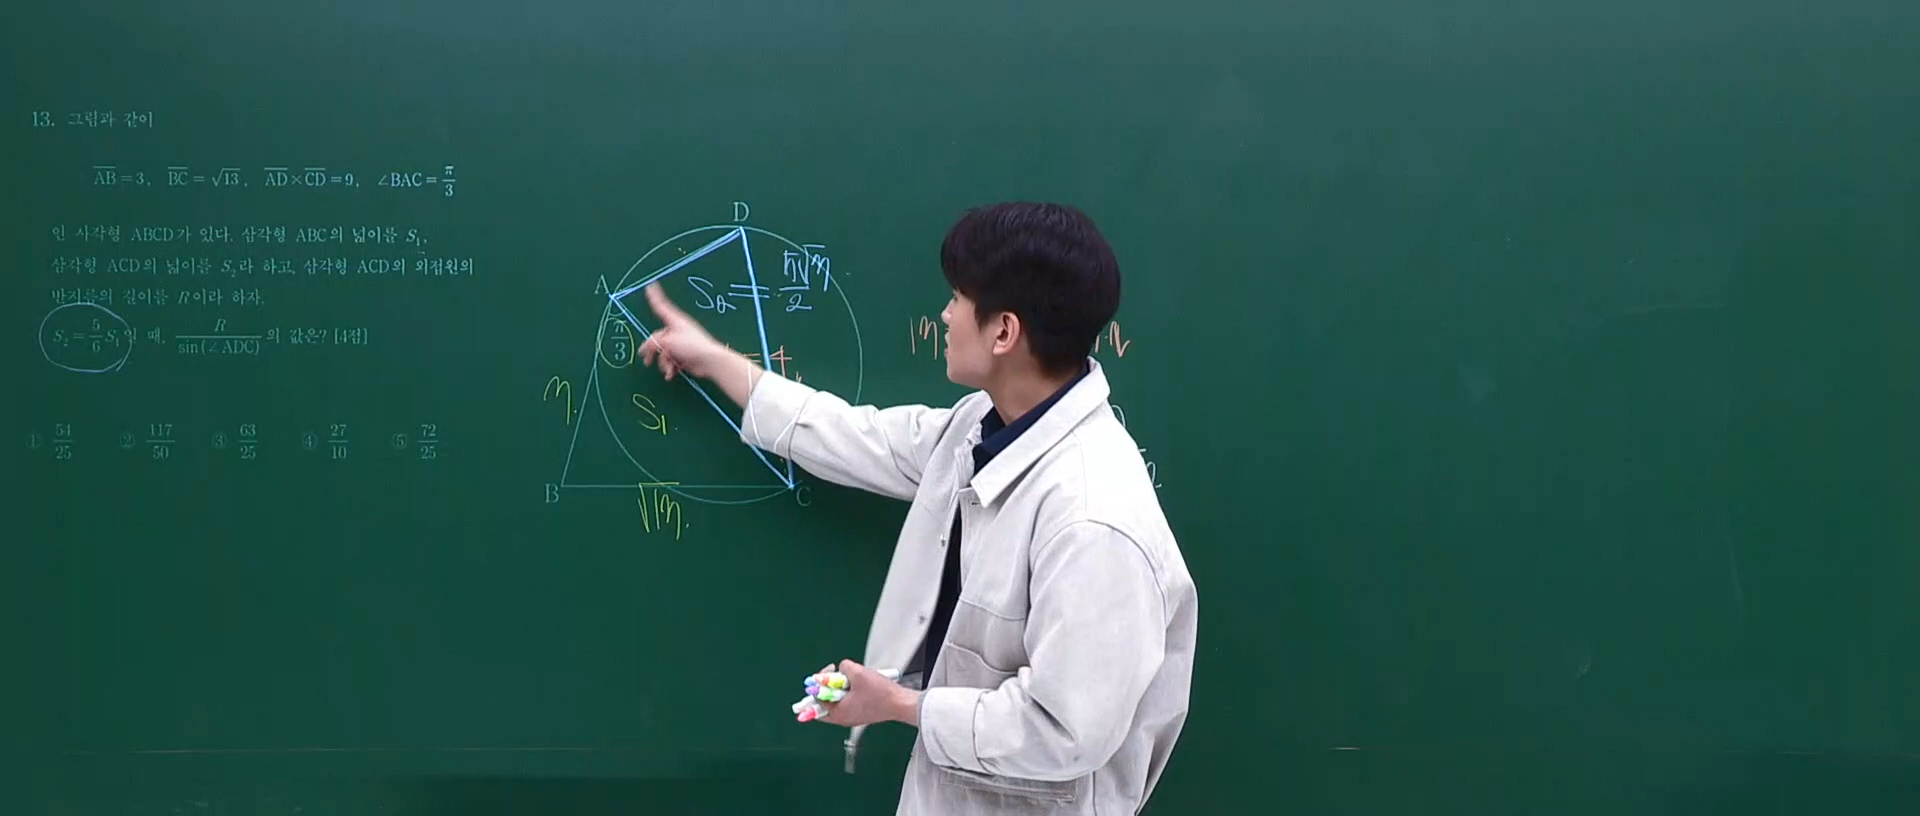 13. 그림과 같이
AB=3, BC=√13, AD×CD=9, ∠BAC=π/3
인 사각형 ABCD가 있다. 삼각형 ABC의 넓이를 S₁,
삼각형 ACD의 넓이를 S₂라 하고, 삼각형 ACD의 외접원의
반지름의 길이를 R이라 하자.
S₂=5/6 S₁일 때, R/sin(∠ADC)의 값은? [4점]
① 54/25 ② 117/50 ③ 63/25 ④ 27/10 ⑤ 72/25
D
A
S₂=5√3/2
π/3
4
3
S₁
B
C
√13